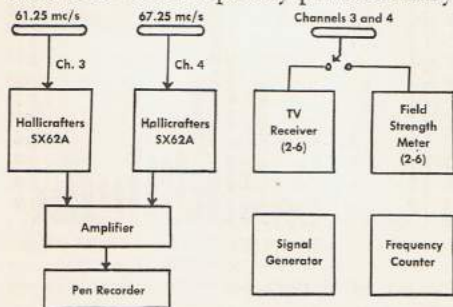 61.25 mc/s
67.25 mc/s
Channels 3 and 4
Ch. 3
Ch. 4
Hallicrafters
SX62A
Hallicrafters
SX62A
TV
Receiver
(2-6)
Field
Strength
Meter
(2-6)
Amplifier
Signal
Generator
Frequency
Counter
Pen Recorder